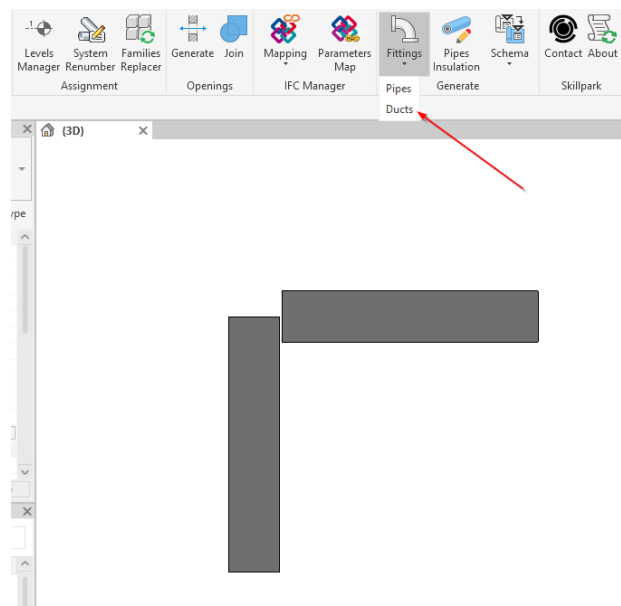 Levels Manager
System Renumber
Families Replacer
Generate
Join
Mapping
Parameters Map
Fittings
Pipes Insulation
Schema
Contact
About
Assignment
Openings
IFC Manager
Generate
Skillpark
Pipes
Ducts
{3D}